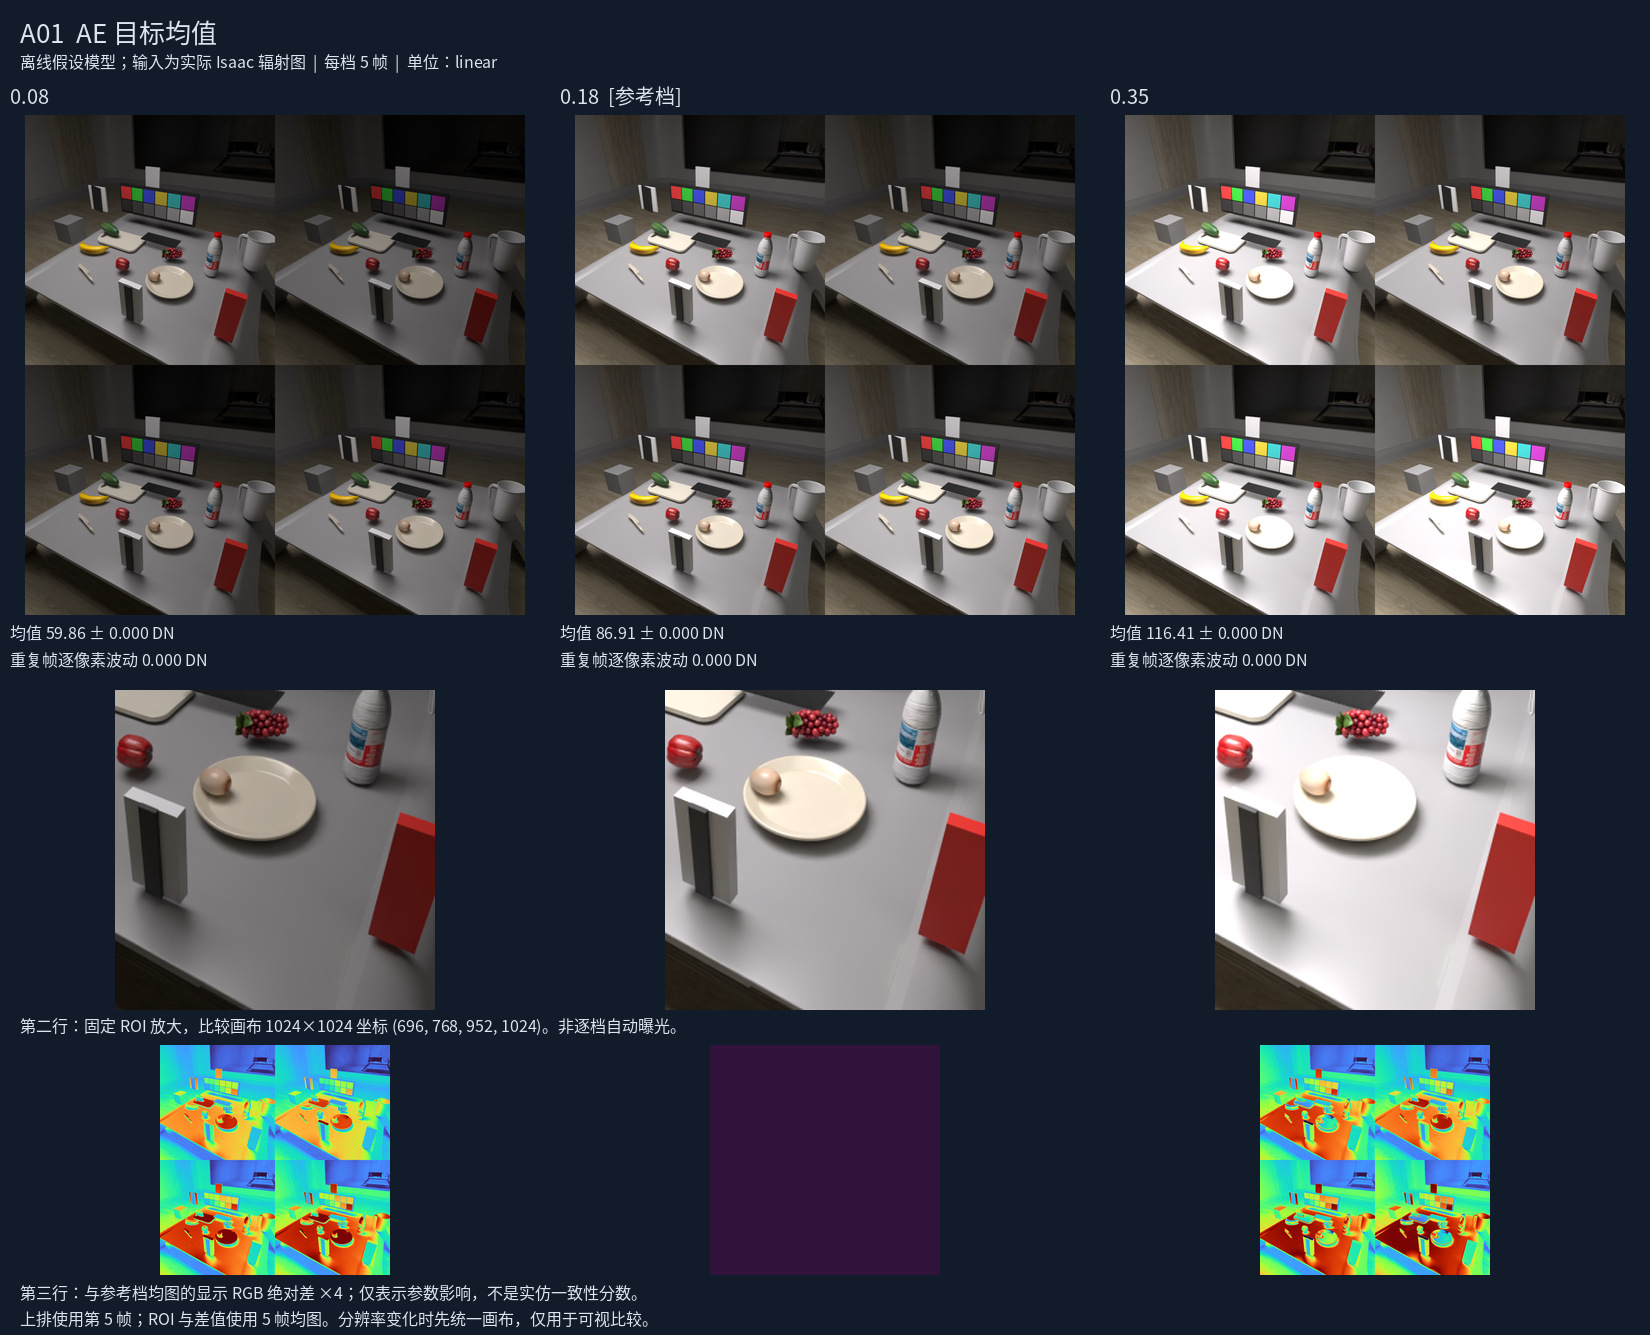 A01 AE 目标均值
离线假设模型；输入为实际 Isaac 辐射图 | 每档 5 帧 | 单位：linear
0.08
0.18 [参考档]
0.35
均值 59.86 ± 0.000 DN
重复帧逐像素波动 0.000 DN
均值 86.91 ± 0.000 DN
重复帧逐像素波动 0.000 DN
均值 116.41 ± 0.000 DN
重复帧逐像素波动 0.000 DN
第二行：固定 ROI 放大，比较画布 1024×1024 坐标 (696, 768, 952, 1024)。非逐档自动曝光。
第三行：与参考档均图的显示 RGB 绝对差 ×4；仅表示参数影响，不是实仿一致性分数。
上排使用第 5 帧；ROI 与差值使用 5 帧均图。分辨率变化时先统一画布，仅用于可视比较。